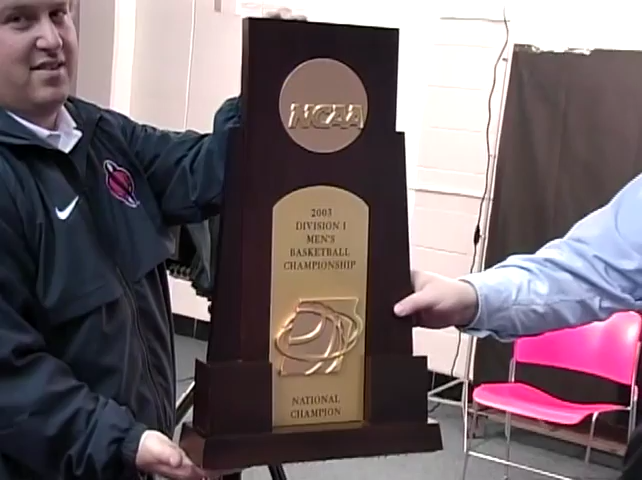 NCAA
2003
DIVISION I
MEN'S
BASKETBALL
CHAMPIONSHIP
NATIONAL
CHAMPION